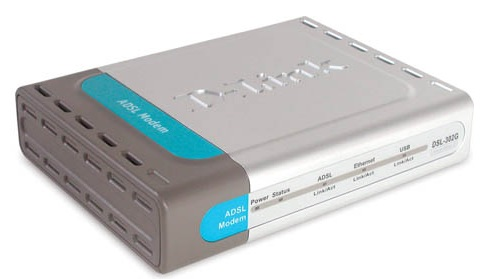 D-Link
ADSL Modem
ADSL
Modem
Power Status ADSL Ethernet USB
Link/Act Link/Act Link/Act
DSL-302G